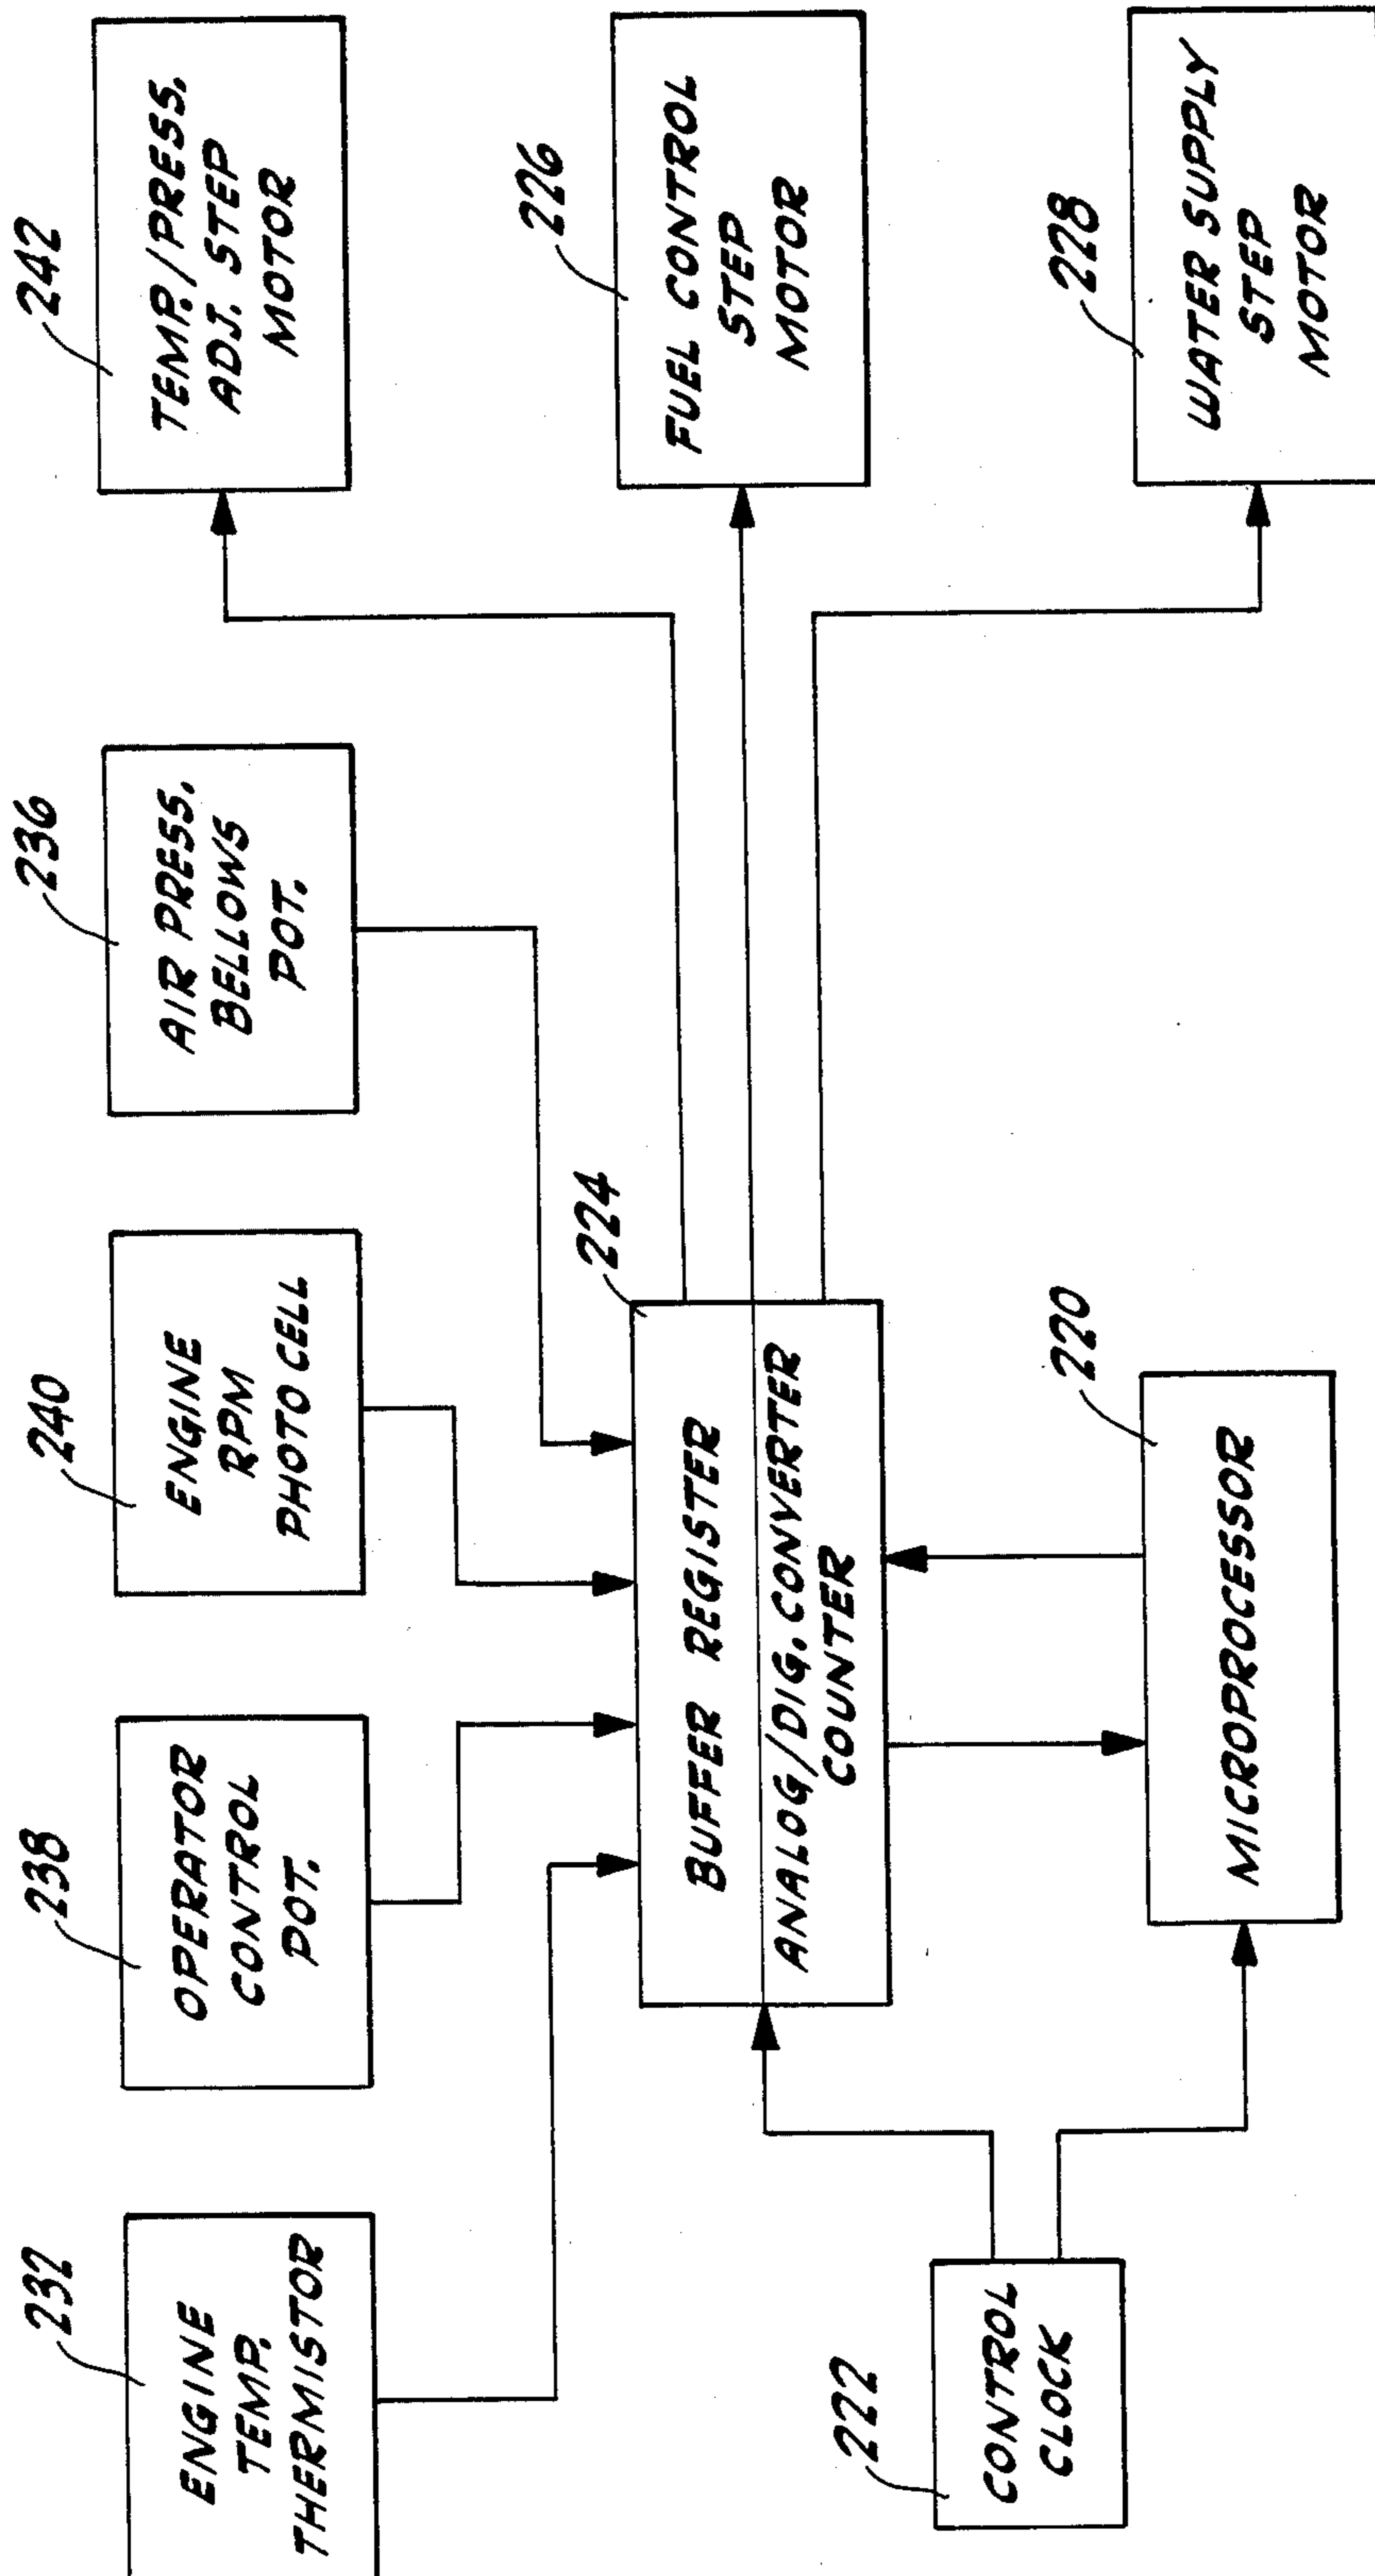 232
ENGINE
TEMP.
THERMISTOR
238
OPERATOR
CONTROL
POT.
240
ENGINE
RPM
PHOTO CELL
236
AIR PRESS.
BELLOWS
POT.
242
TEMP./PRESS.
ADJ. STEP
MOTOR
224
BUFFER REGISTER
ANALOG/DIG. CONVERTER
COUNTER
226
FUEL CONTROL
STEP
MOTOR
222
CONTROL
CLOCK
220
MICROPROCESSOR
228
WATER SUPPLY
STEP
MOTOR